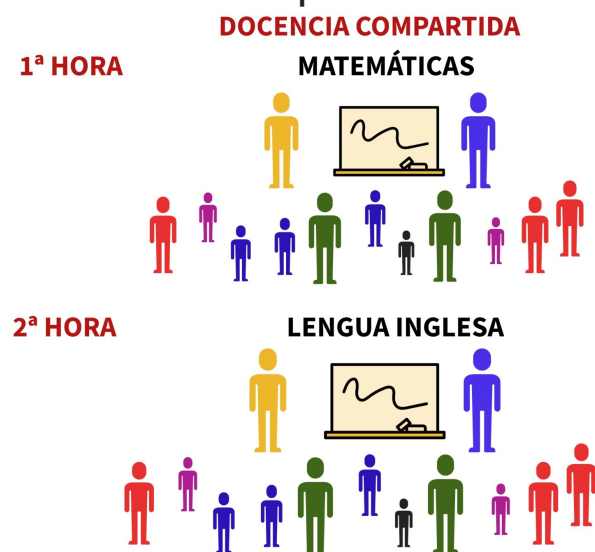 DOCENCIA COMPARTIDA
1ª HORA
MATEMÁTICAS
2ª HORA
LENGUA INGLESA